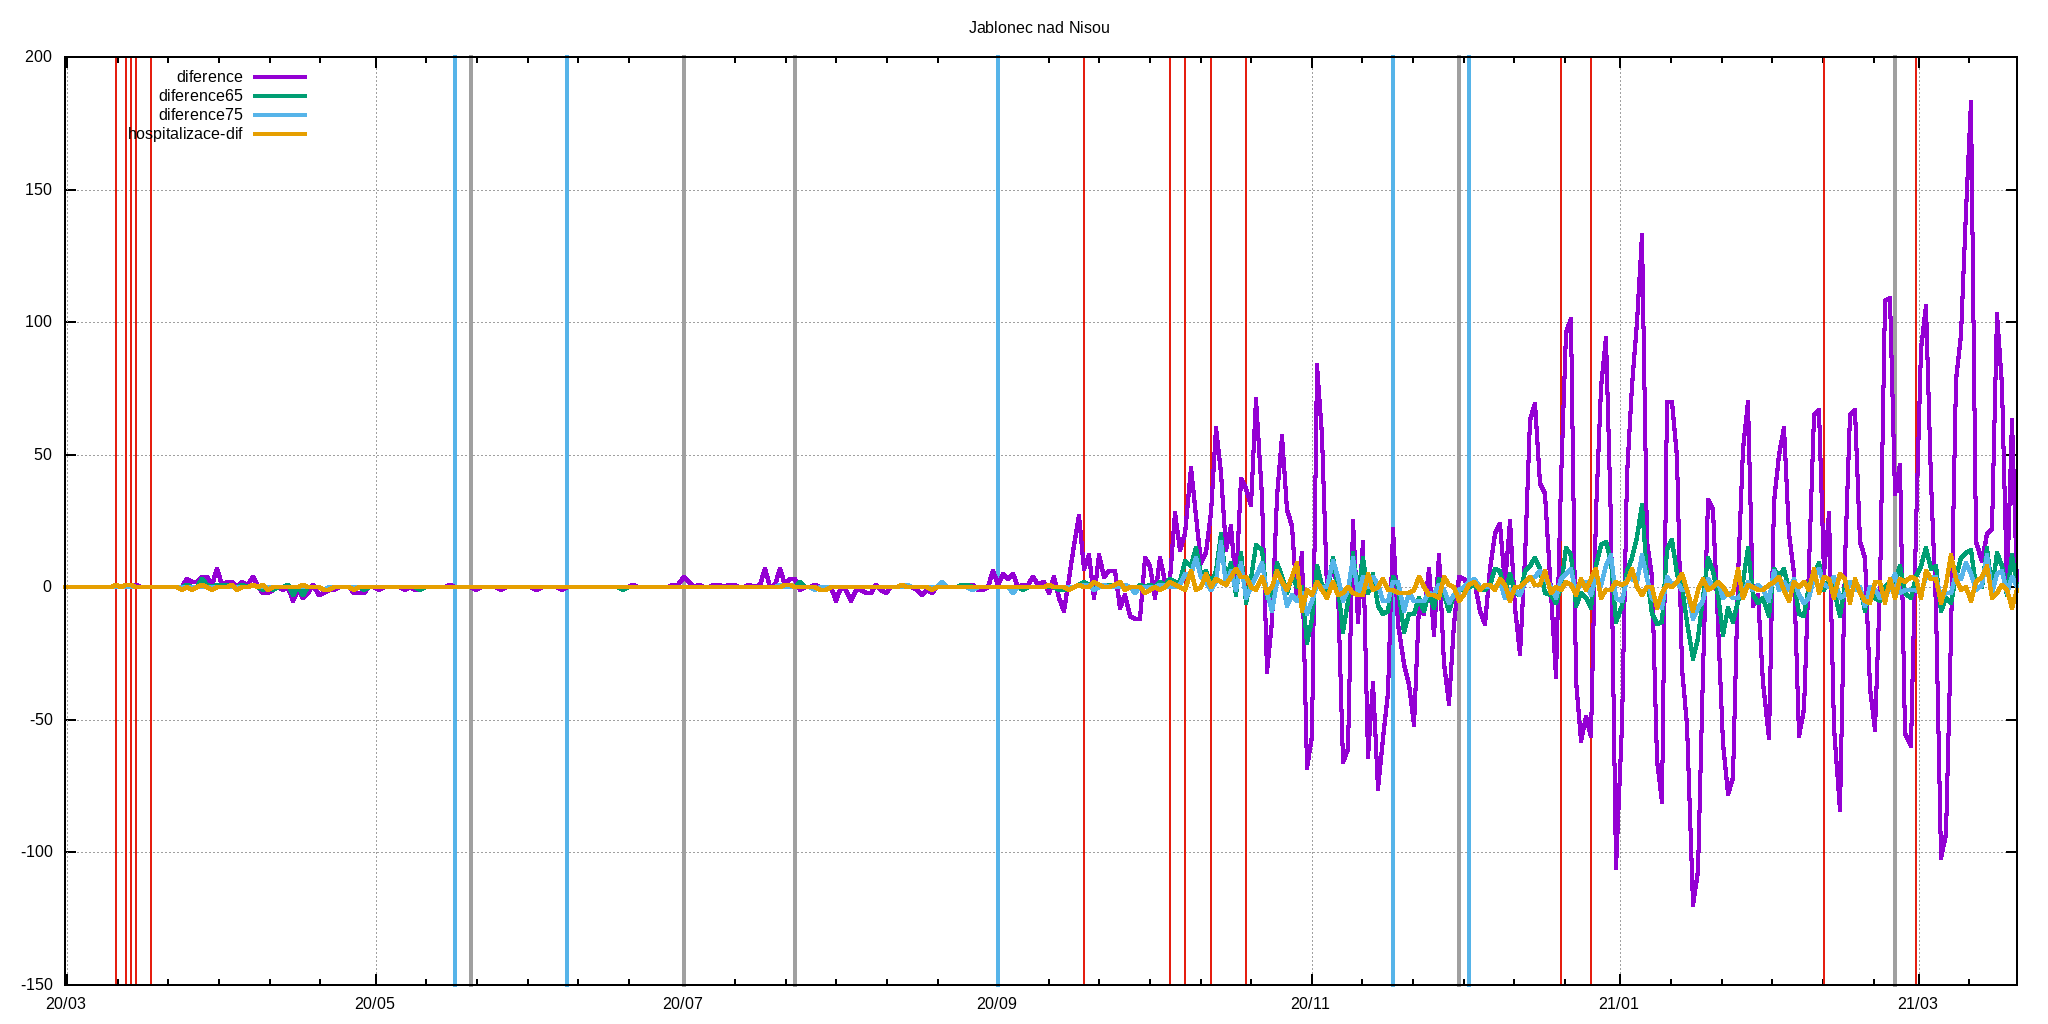 Jablonec nad Nisou
200
150
100
50
0
-50
-100
-150
diference
diference65
diference75
hospitalizace-dif
20/03 20/05 20/07 20/09 20/11 21/01 21/03